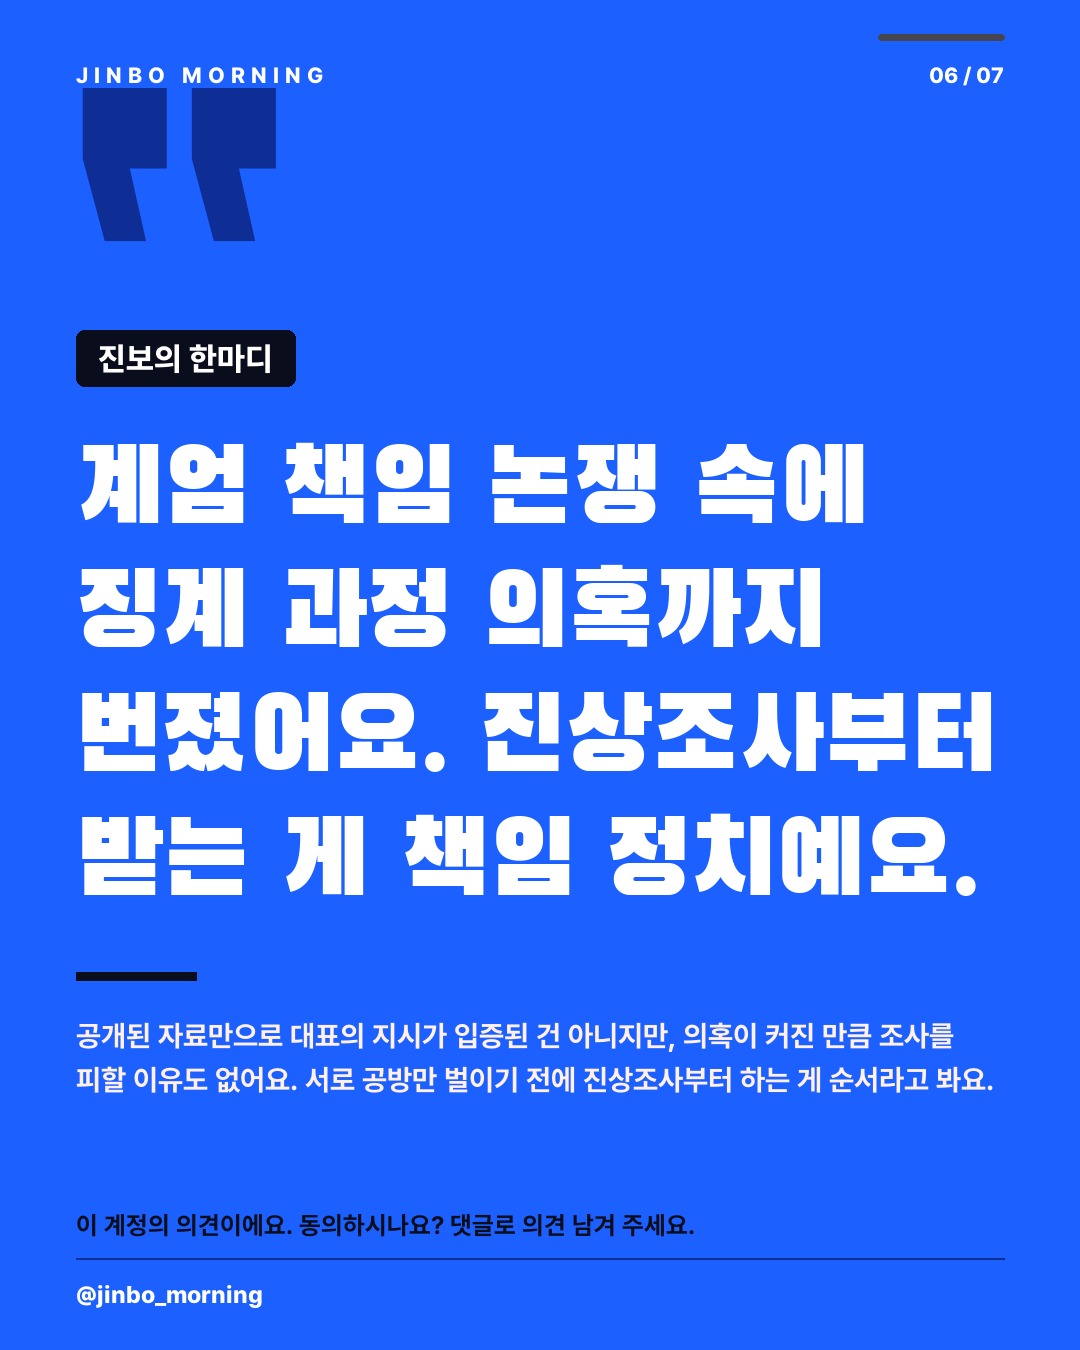 JINBO MORNING
06 / 07
진보의 한마디
계엄 책임 논쟁 속에
징계 과정 의혹까지
번졌어요. 진상조사부터
받는 게 책임 정치예요.
공개된 자료만으로 대표의 지시가 입증된 건 아니지만, 의혹이 커진 만큼 조사를
피할 이유도 없어요. 서로 공방만 벌이기 전에 진상조사부터 하는 게 순서라고 봐요.
이 계정의 의견이에요. 동의하시나요? 댓글로 의견 남겨 주세요.
@jinbo_morning